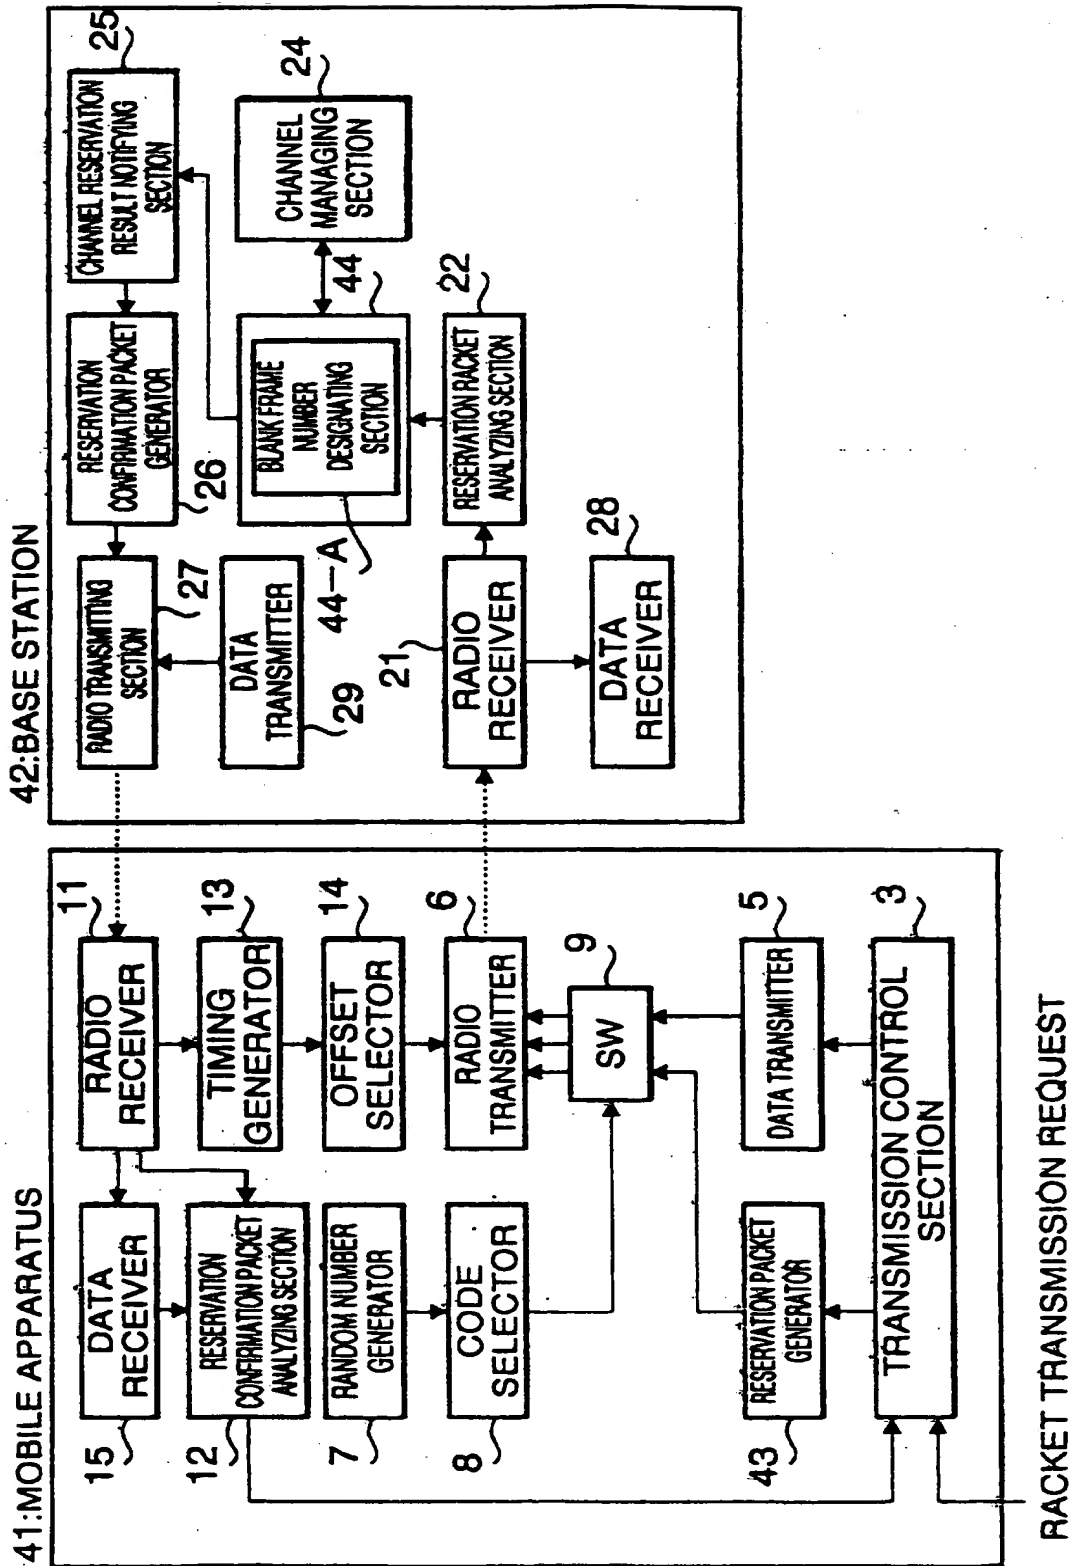 41:MOBILE APPARATUS
15
DATA
RECEIVER
12
RESERVATION
CONFIRMATION PACKET
ANALYZING SECTION
7
RANDOM NUMBER
GENERATOR
8
CODE
SELECTOR
43
RESERVATION PACKET
GENERATOR
11
RADIO
RECEIVER
13
TIMING
GENERATOR
14
OFFSET
SELECTOR
6
RADIO
TRANSMITTER
9
SW
5
DATA TRANSMITTER
3
TRANSMISSION CONTROL
SECTION
RACKET TRANSMISSION REQUEST
42:BASE STATION
RADIO TRANSMITTING
SECTION
27
DATA
TRANSMITTER
29
21
RADIO
RECEIVER
28
DATA
RECEIVER
RESERVATION
CONFIRMATION PACKET
GENERATOR
26
44
BLANK FRAME
NUMBER
DESIGNATING
SECTION
44-A
22
RESERVATION RACKET
ANALYZING SECTION
25
CHANNEL RESERVATION
RESULT NOTIFYING
SECTION
24
CHANNEL
MANAGING
SECTION